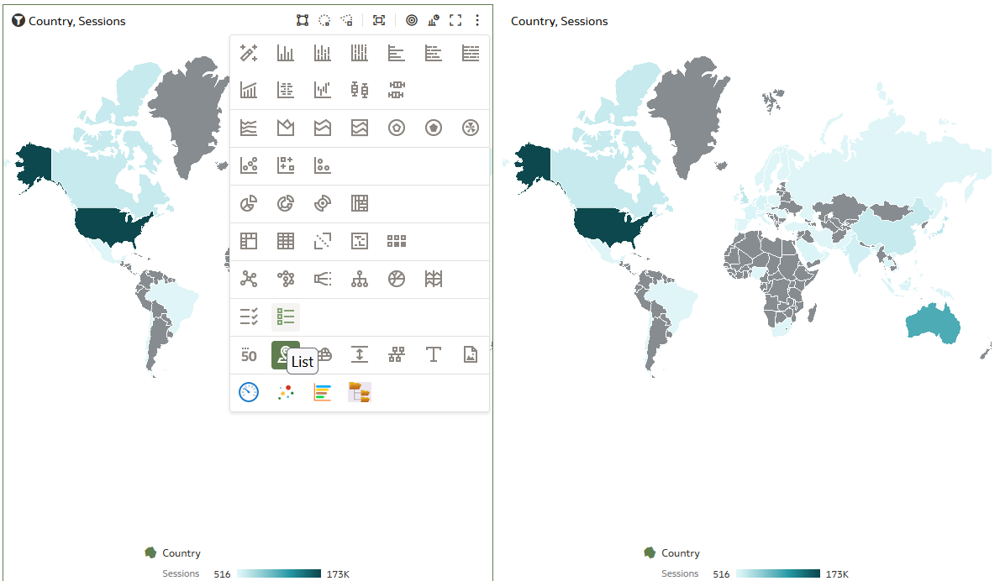 Country, Sessions
Country, Sessions
50
T
List
Country
Sessions 516 173K
Country
Sessions 516 173K